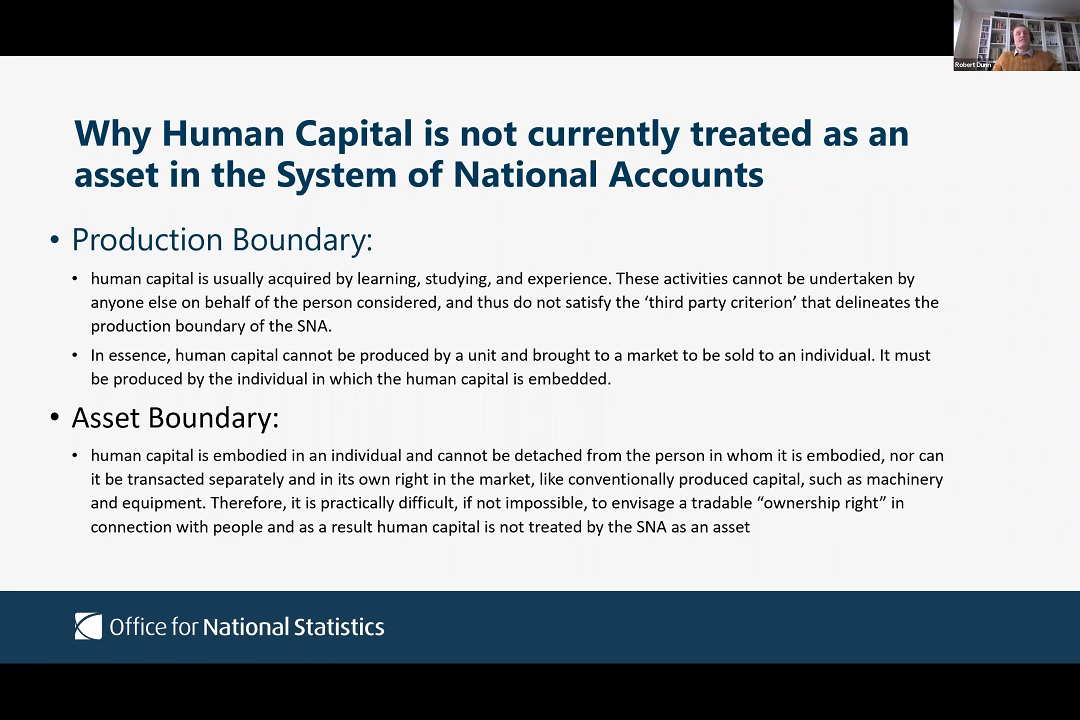 Robert Dunn
Why Human Capital is not currently treated as an
asset in the System of National Accounts
• Production Boundary:
• human capital is usually acquired by learning, studying, and experience. These activities cannot be undertaken by
anyone else on behalf of the person considered, and thus do not satisfy the ‘third party criterion’ that delineates the
production boundary of the SNA.
• In essence, human capital cannot be produced by a unit and brought to a market to be sold to an individual. It must
be produced by the individual in which the human capital is embedded.
• Asset Boundary:
• human capital is embodied in an individual and cannot be detached from the person in whom it is embodied, nor can
it be transacted separately and in its own right in the market, like conventionally produced capital, such as machinery
and equipment. Therefore, it is practically difficult, if not impossible, to envisage a tradable “ownership right” in
connection with people and as a result human capital is not treated by the SNA as an asset
Office for National Statistics